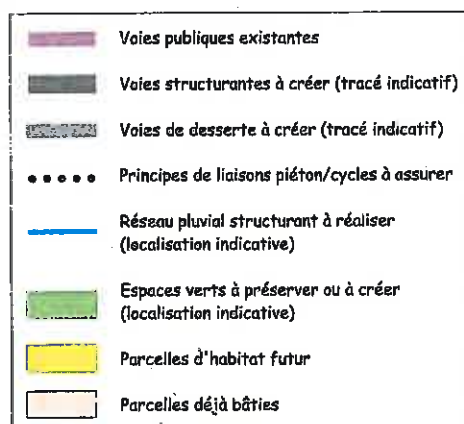 Voies publiques existantes
Voies structurantes à créer (tracé indicatif)
Voies de desserte à créer (tracé indicatif)
Principes de liaisons piéton/cycles à assurer
Réseau pluvial structurant à réaliser
(localisation indicative)
Espaces verts à préserver ou à créer
(localisation indicative)
Parcelles d'habitat futur
Parcelles déjà bâties